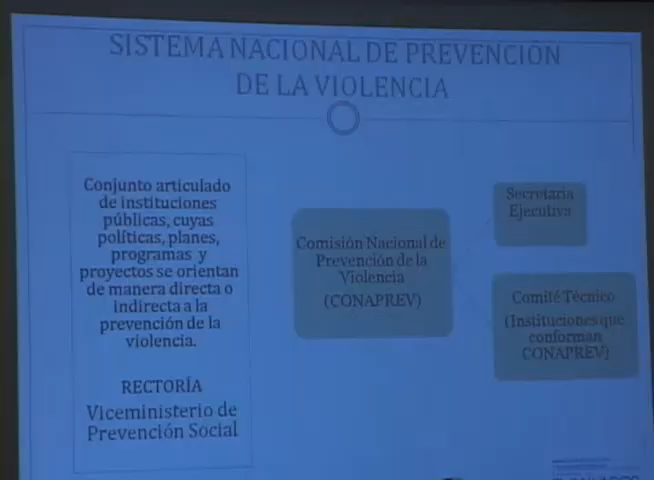 SISTEMA NACIONAL DE PREVENCIÓN
DE LA VIOLENCIA
Conjunto articulado
de instituciones
públicas, cuyas
políticas, planes,
programas y
proyectos se orientan
de manera directa o
indirecta a la
prevención de la
violencia.
RECTORÍA
Viceministerio de
Prevención Social
Comisión Nacional de
Prevención de la
Violencia
(CONAPREV)
Secretaria
Ejecutiva
Comité Técnico
(Instituciones que
conforman
CONAPREV)